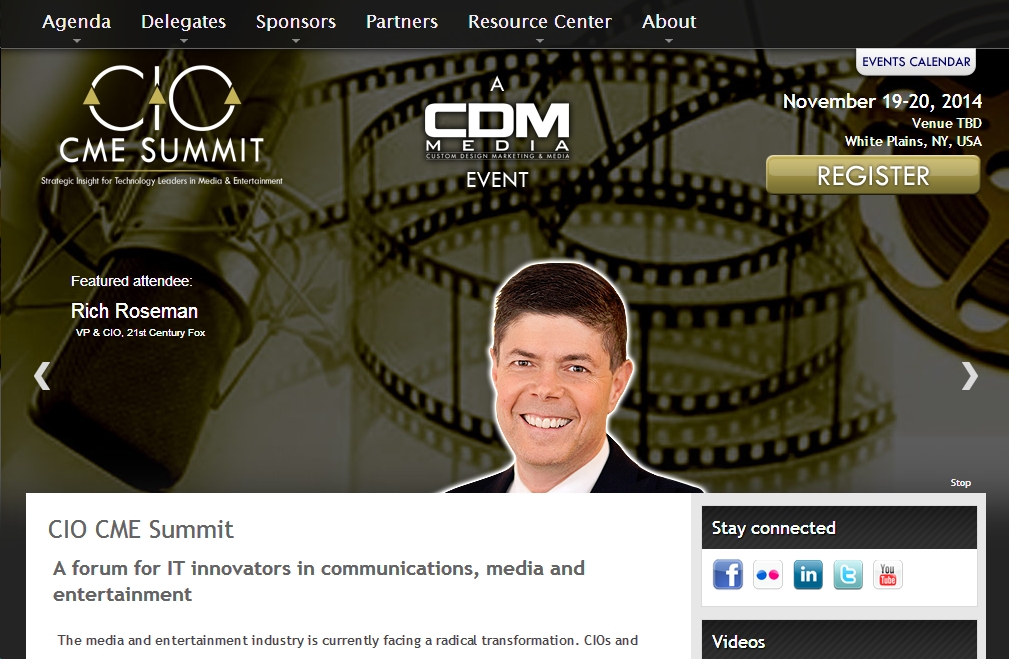 Agenda Delegates Sponsors Partners Resource Center About
EVENTS CALENDAR
CIO
CME SUMMIT
Strategic Insight for Technology Leaders in Media & Entertainment
A
CDM
MEDIA
CUSTOM DESIGN MARKETING & MEDIA
EVENT
November 19-20, 2014
Venue TBD
White Plains, NY, USA
REGISTER
Featured attendee:
Rich Roseman
VP & CIO, 21st Century Fox
Stop
CIO CME Summit
A forum for IT innovators in communications, media and
entertainment
The media and entertainment industry is currently facing a radical transformation. CIOs and
Stay connected
f
in
t
You
Tube
Videos